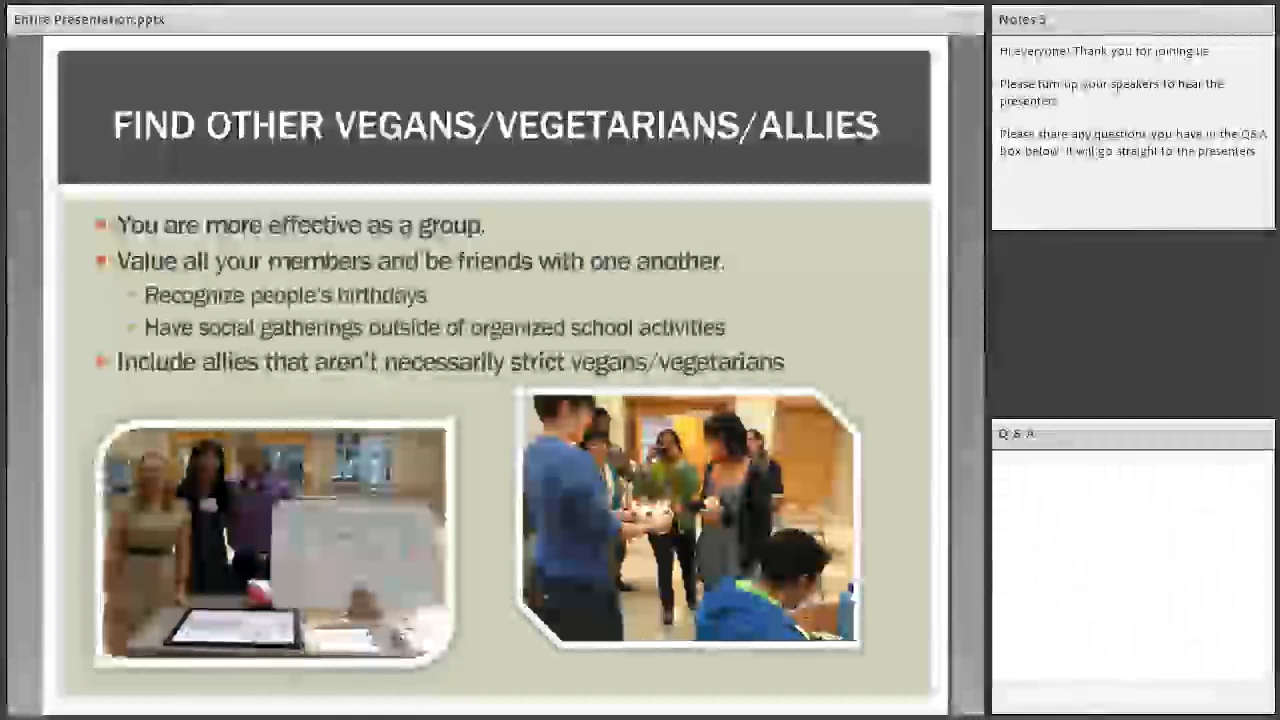 Entire Presentation.pptx
FIND OTHER VEGANS/VEGETARIANS/ALLIES
You are more effective as a group.
Value all your members and be friends with one another.
Recognize people's birthdays
Have social gatherings outside of organized school activities
Include allies that aren't necessarily strict vegans/vegetarians
Notes 5
Hi everyone! Thank you for joining us
Please turn up your speakers to hear the
presenters
Please share any questions you have in the Q&A
box below. It will go straight to the presenters
Q & A